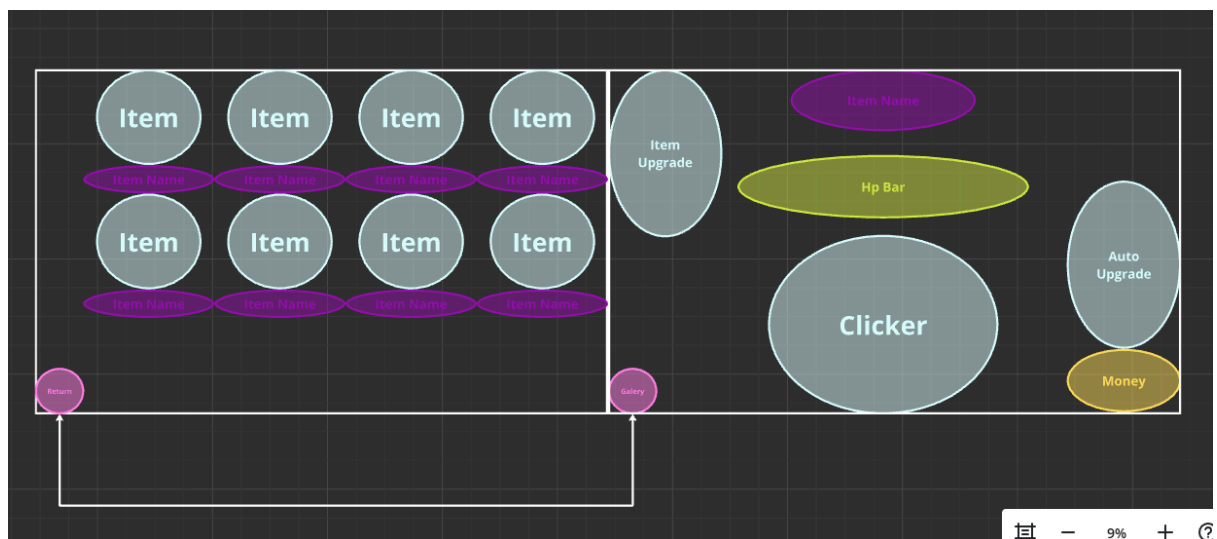 Item Item Item Item
Item Name Item Name Item Name Item Name
Item Item Item Item
Item Name Item Name Item Name Item Name
Return
Item
Upgrade
Item Name
Hp Bar
Clicker
Auto
Upgrade
Money
Galery
9%